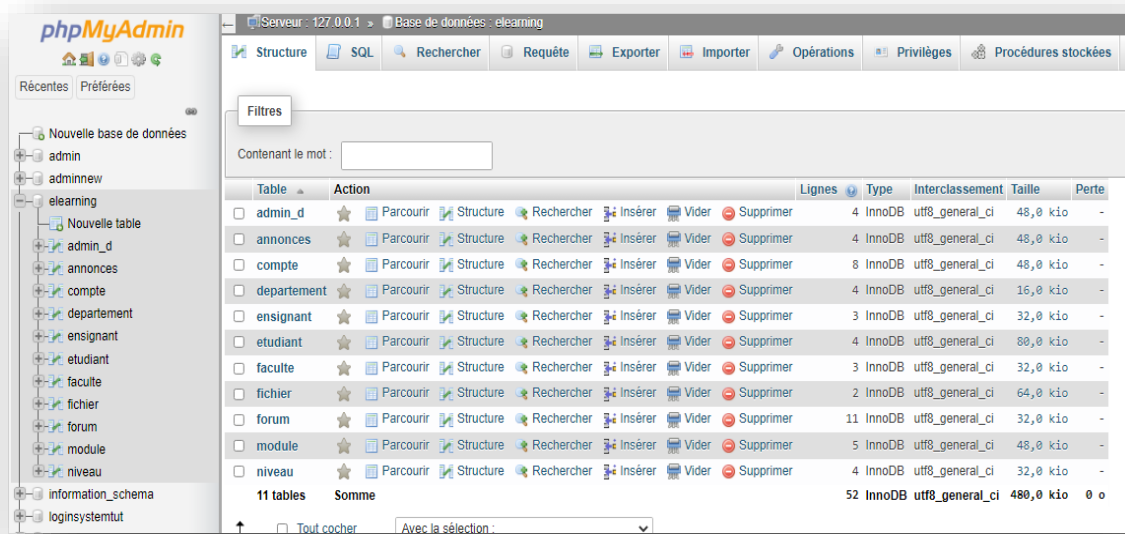 phpMyAdmin
Récentes Préférées
Nouvelle base de données
admin
adminnew
elearning
Nouvelle table
admin_d
annonces
compte
departement
ensignant
etudiant
faculte
fichier
forum
module
niveau
information_schema
loginsystemtut
Serveur : 127.0.0.1 » Base de données : elearning
Structure SQL Rechercher Requête Exporter Importer Opérations Privilèges Procédures stockées
Filtres
Contenant le mot :
Table Action Lignes Type Interclassement Taille Perte
admin_d Parcourir Structure Rechercher Insérer Vider Supprimer 4 InnoDB utf8_general_ci 48,0 kio -
annonces Parcourir Structure Rechercher Insérer Vider Supprimer 4 InnoDB utf8_general_ci 48,0 kio -
compte Parcourir Structure Rechercher Insérer Vider Supprimer 8 InnoDB utf8_general_ci 48,0 kio -
departement Parcourir Structure Rechercher Insérer Vider Supprimer 4 InnoDB utf8_general_ci 16,0 kio -
ensignant Parcourir Structure Rechercher Insérer Vider Supprimer 3 InnoDB utf8_general_ci 32,0 kio -
etudiant Parcourir Structure Rechercher Insérer Vider Supprimer 4 InnoDB utf8_general_ci 80,0 kio -
faculte Parcourir Structure Rechercher Insérer Vider Supprimer 3 InnoDB utf8_general_ci 32,0 kio -
fichier Parcourir Structure Rechercher Insérer Vider Supprimer 2 InnoDB utf8_general_ci 64,0 kio -
forum Parcourir Structure Rechercher Insérer Vider Supprimer 11 InnoDB utf8_general_ci 32,0 kio -
module Parcourir Structure Rechercher Insérer Vider Supprimer 5 InnoDB utf8_general_ci 48,0 kio -
niveau Parcourir Structure Rechercher Insérer Vider Supprimer 4 InnoDB utf8_general_ci 32,0 kio -
11 tables Somme 52 InnoDB utf8_general_ci 480,0 kio 0 o
Tout cocher Avec la sélection :